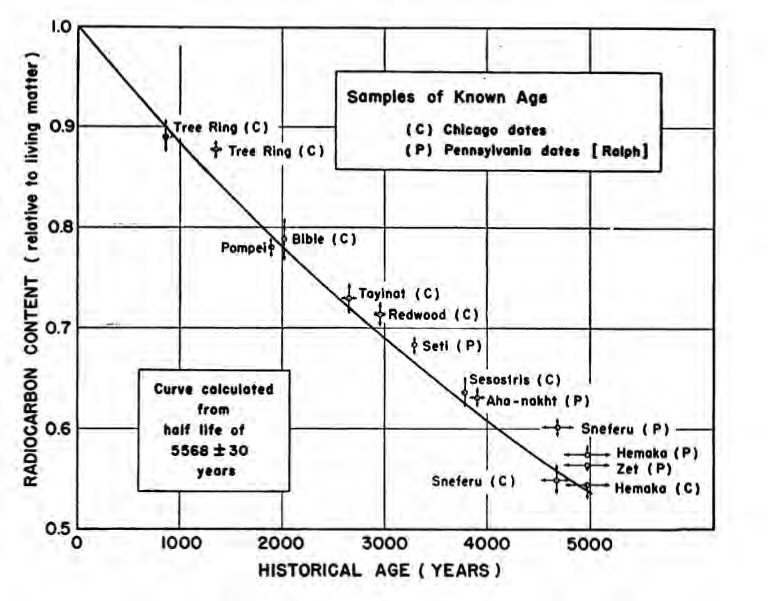 1.0
0.9
0.8
0.7
0.6
0.5
RADIOCARBON CONTENT ( relative to living matter)
Samples of Known Age
(C) Chicago dates
(P) Pennsylvania dates [Ralph]
Tree Ring (C)
Tree Ring (C)
Pompei
Bible (C)
Tayinat (C)
Redwood (C)
Seti (P)
Sesostris (C)
Aha-nakht (P)
Sneferu (P)
Hemaka (P)
Zet (P)
Sneferu (C)
Hemaka (C)
Curve calculated
from
half life of
5568 ± 30
years
0 1000 2000 3000 4000 5000
HISTORICAL AGE ( YEARS )